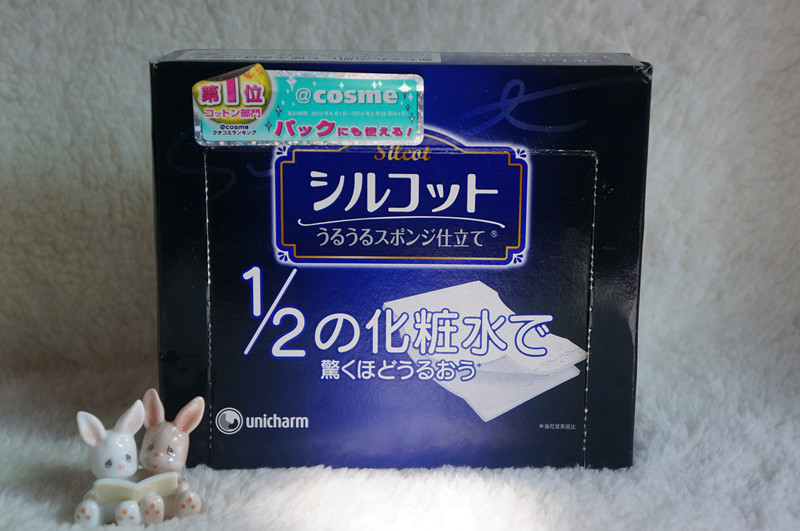 第1位
コットン部門
@cosme
クチコミランキング
@cosme
パックにも使える!
Silcot
シルコット
うるうるスポンジ仕立て®
1/2の化粧水で
驚くほどうるおう*
unicharm
*当社従来品比